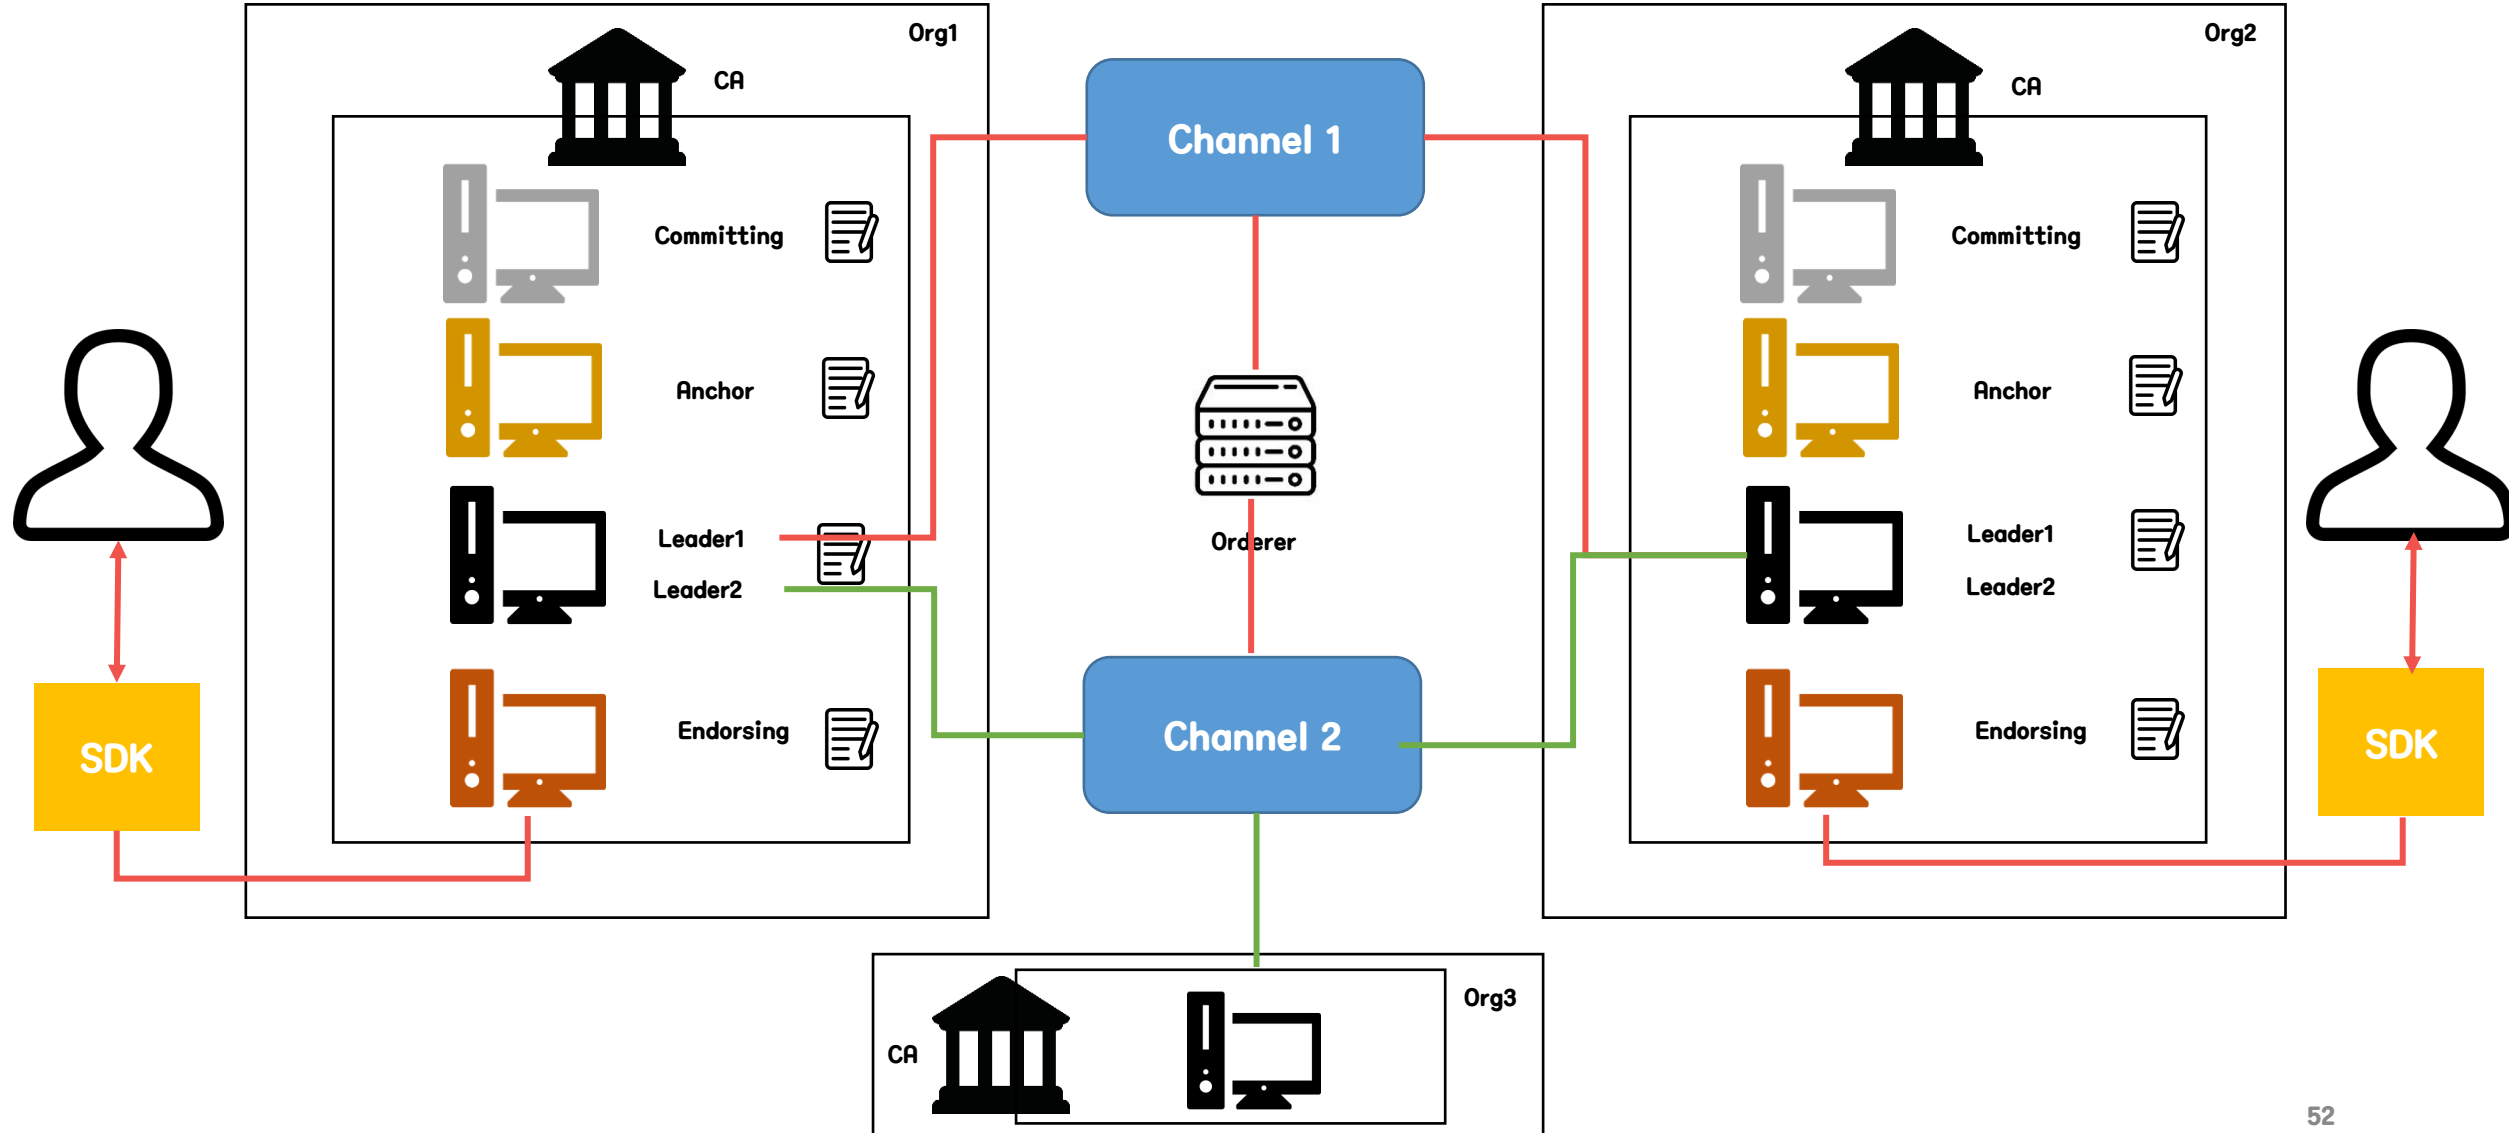 Org1
CA
Committing
Anchor
Leader1
Leader2
Endorsing
SDK
Channel 1
Orderer
Channel 2
Org2
CA
Committing
Anchor
Leader1
Leader2
Endorsing
SDK
Org3
CA
52